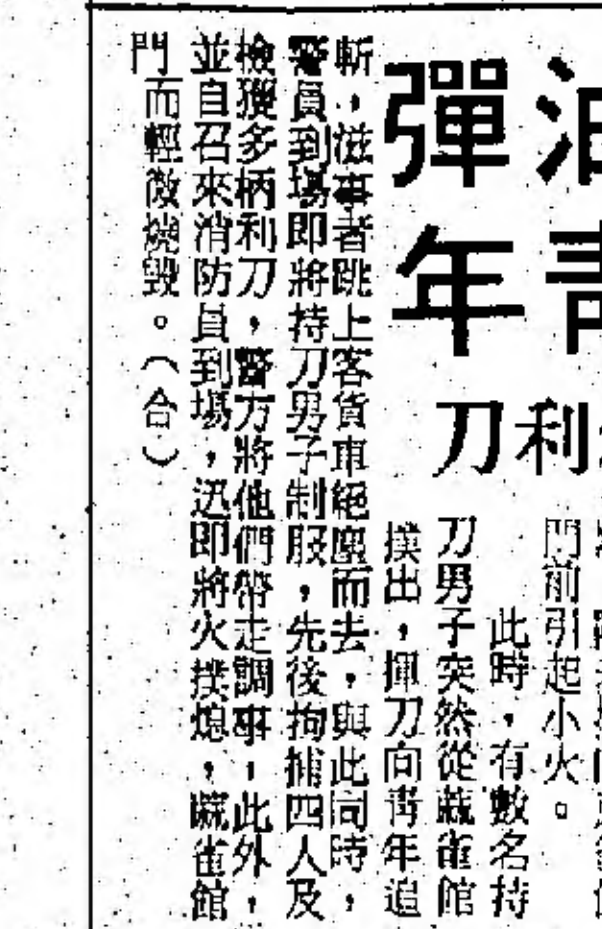 油
彈
青
年
利
刀
門前引起小火。
此時，有數名持
刀男子突然從蔴雀館
撲出，揮刀向青年追
斬，滋事者跳上客貨車絕塵而去，與此同時，
警員到場即將持刀男子制服，先後拘捕四人及
檢獲多柄利刀，警方將他們帶走調査，此外，
並自召來消防員到場，迅即將火撲熄，蔴雀館
門而輕微燒毀。（合）